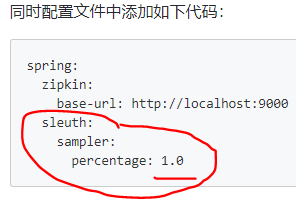 同时配置文件中添加如下代码：
spring:
  zipkin:
    base-url: http://localhost:9000
  sleuth:
    sampler:
      percentage: 1.0